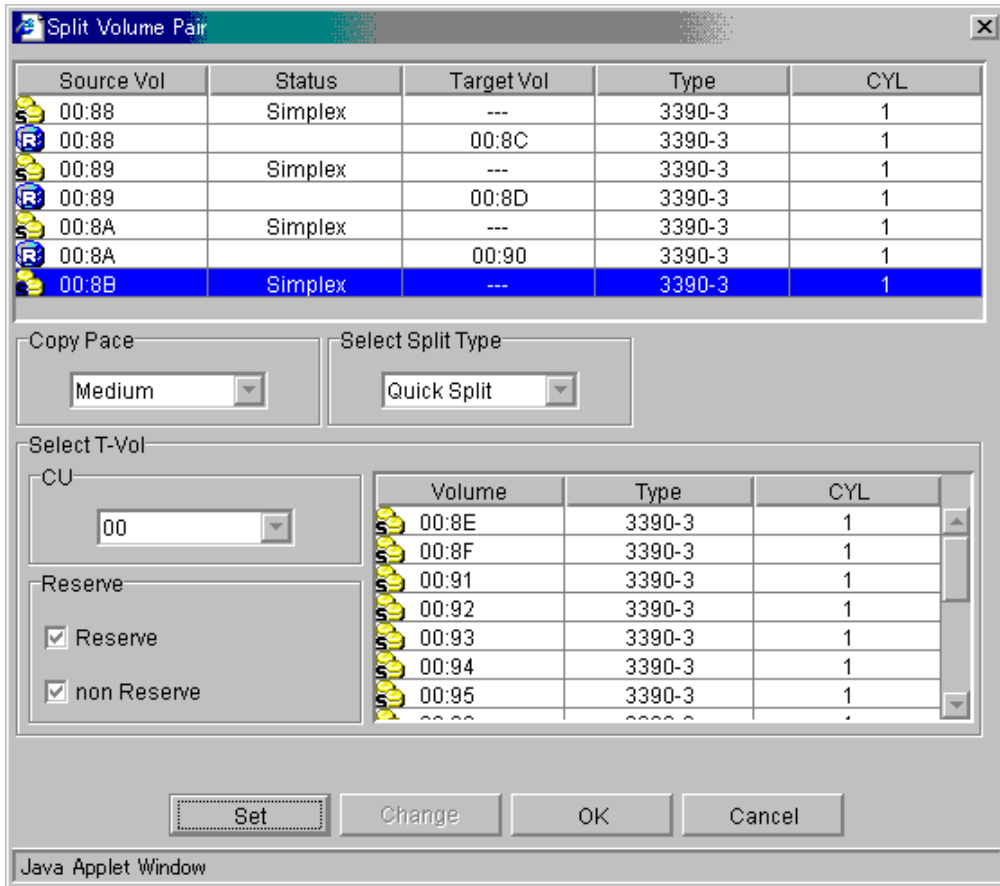 Split Volume Pair
Source Vol Status Target Vol Type CYL
S 00:88 Simplex --- 3390-3 1
R 00:88 00:8C 3390-3 1
S 00:89 Simplex --- 3390-3 1
R 00:89 00:8D 3390-3 1
S 00:8A Simplex --- 3390-3 1
R 00:8A 00:90 3390-3 1
S 00:8B Simplex --- 3390-3 1
Copy Pace Select Split Type
Medium Quick Split
Select T-Vol
CU
00
Reserve
Reserve
non Reserve
Volume Type CYL
S 00:8E 3390-3 1
S 00:8F 3390-3 1
S 00:91 3390-3 1
S 00:92 3390-3 1
S 00:93 3390-3 1
S 00:94 3390-3 1
S 00:95 3390-3 1
Set Change OK Cancel
Java Applet Window